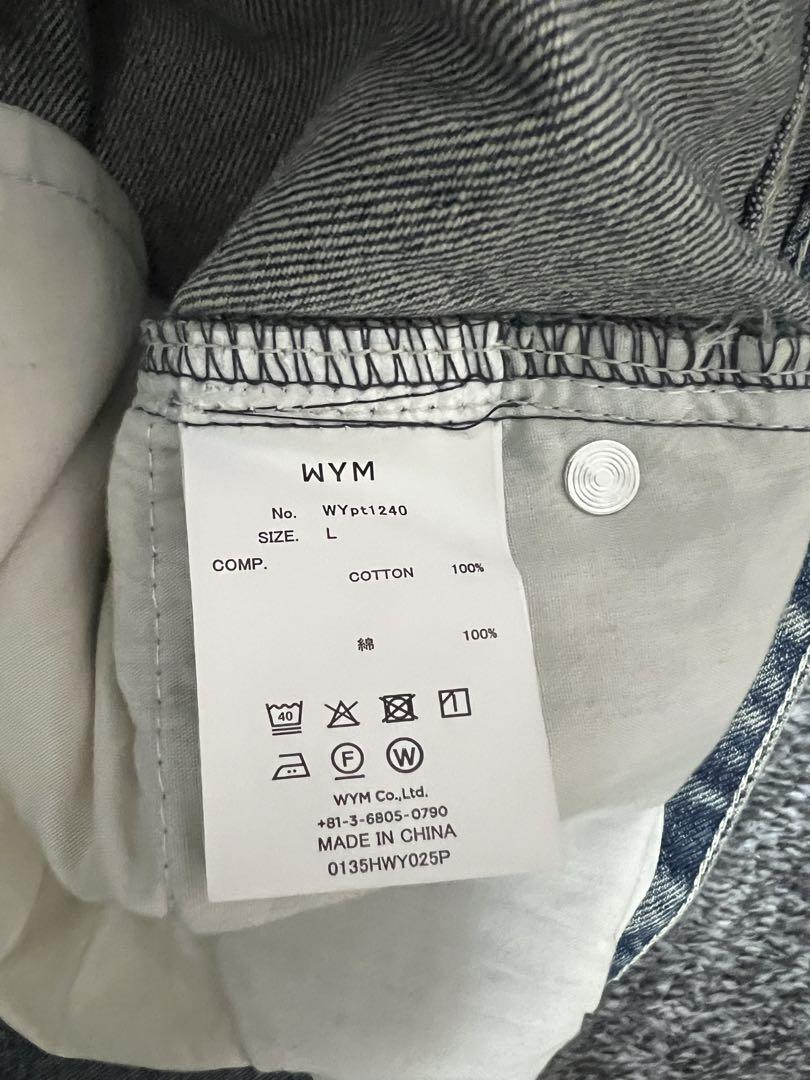 WYM
No. WYpt1240
SIZE. L
COMP.
COTTON 100%
綿 100%
40
F W
WYM Co.,Ltd.
+81-3-6805-0790
MADE IN CHINA
0135HWY025P